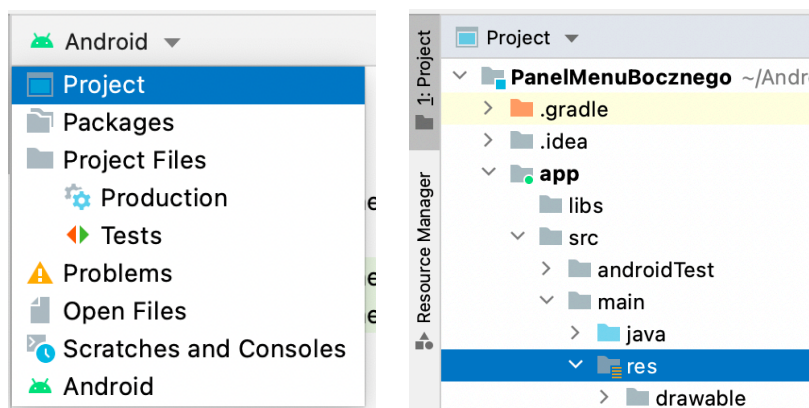 Android
Project
Packages
Project Files
Production
Tests
Problems
Open Files
Scratches and Consoles
Android
1: Project
Resource Manager
Project
PanelMenuBocznego ~/Andr
.gradle
.idea
app
libs
src
androidTest
main
java
res
drawable